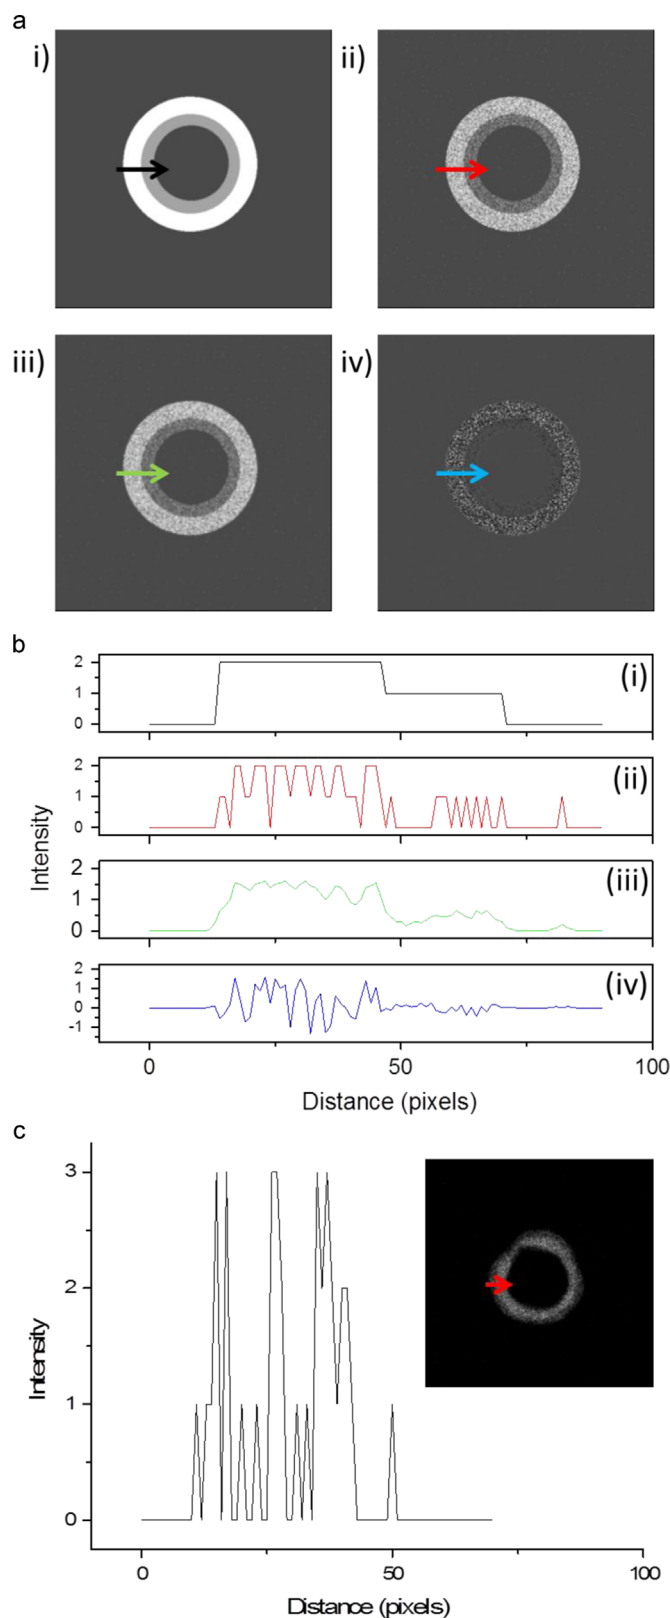 a
i)
ii)
iii)
iv)
b
2
1
0
(i)
2
1
0
(ii)
2
1
0
(iii)
2
1
0
-1
(iv)
Intensity
0
50
100
Distance (pixels)
c
3
2
1
0
Intensity
0
50
100
Distance (pixels)